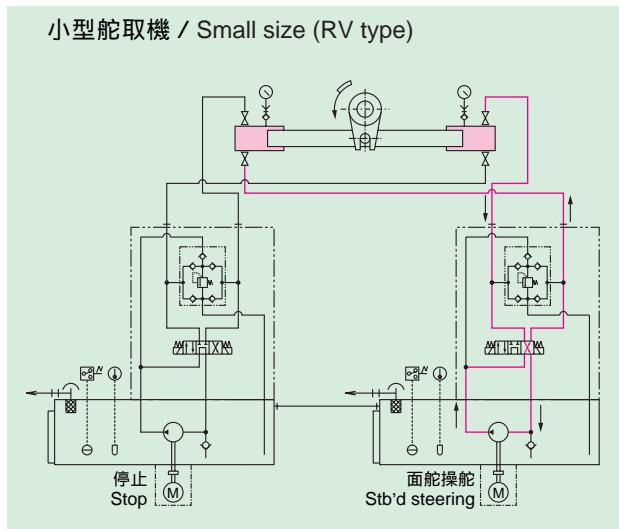 小型舵取機 / Small size (RV type)
停止
Stop
M
面舵操舵
Stb'd steering
M